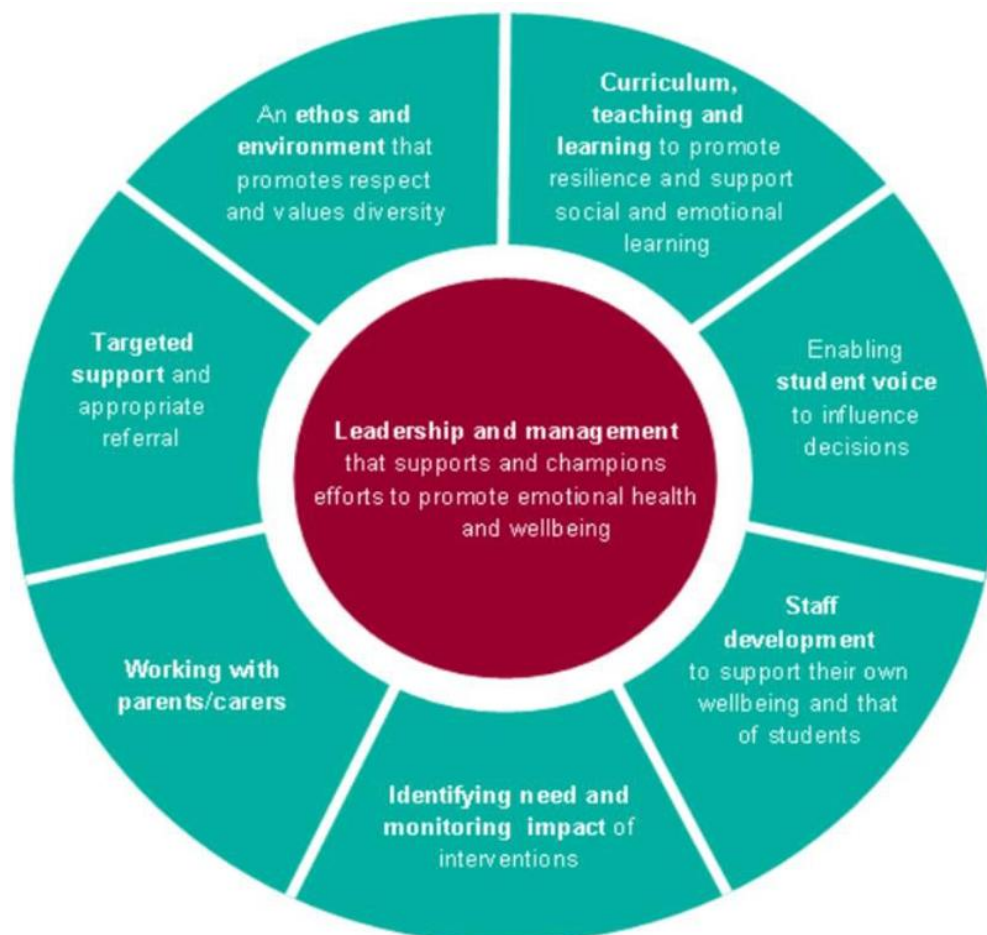 An ethos and
environment that
promotes respect
and values diversity
Curriculum,
teaching and
learning to promote
resilience and support
social and emotional
learning
Enabling
student voice
to influence
decisions
Staff
development
to support their own
wellbeing and that
of students
Identifying need and
monitoring impact of
interventions
Working with
parents/carers
Targeted
support and
appropriate
referral
Leadership and management
that supports and champions
efforts to promote emotional health
and wellbeing